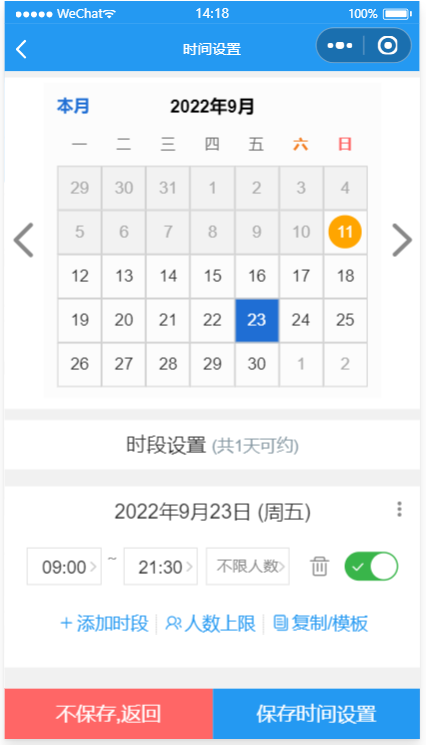 WeChat 14:18 100%
时间设置
本月 2022年9月
一 二 三 四 五 六 日
29 30 31 1 2 3 4
5 6 7 8 9 10 11
12 13 14 15 16 17 18
19 20 21 22 23 24 25
26 27 28 29 30 1 2
时段设置 (共1天可约)
2022年9月23日 (周五)
09:00 ~ 21:30 不限人数
+ 添加时段 人数上限 复制/模板
不保存,返回 保存时间设置